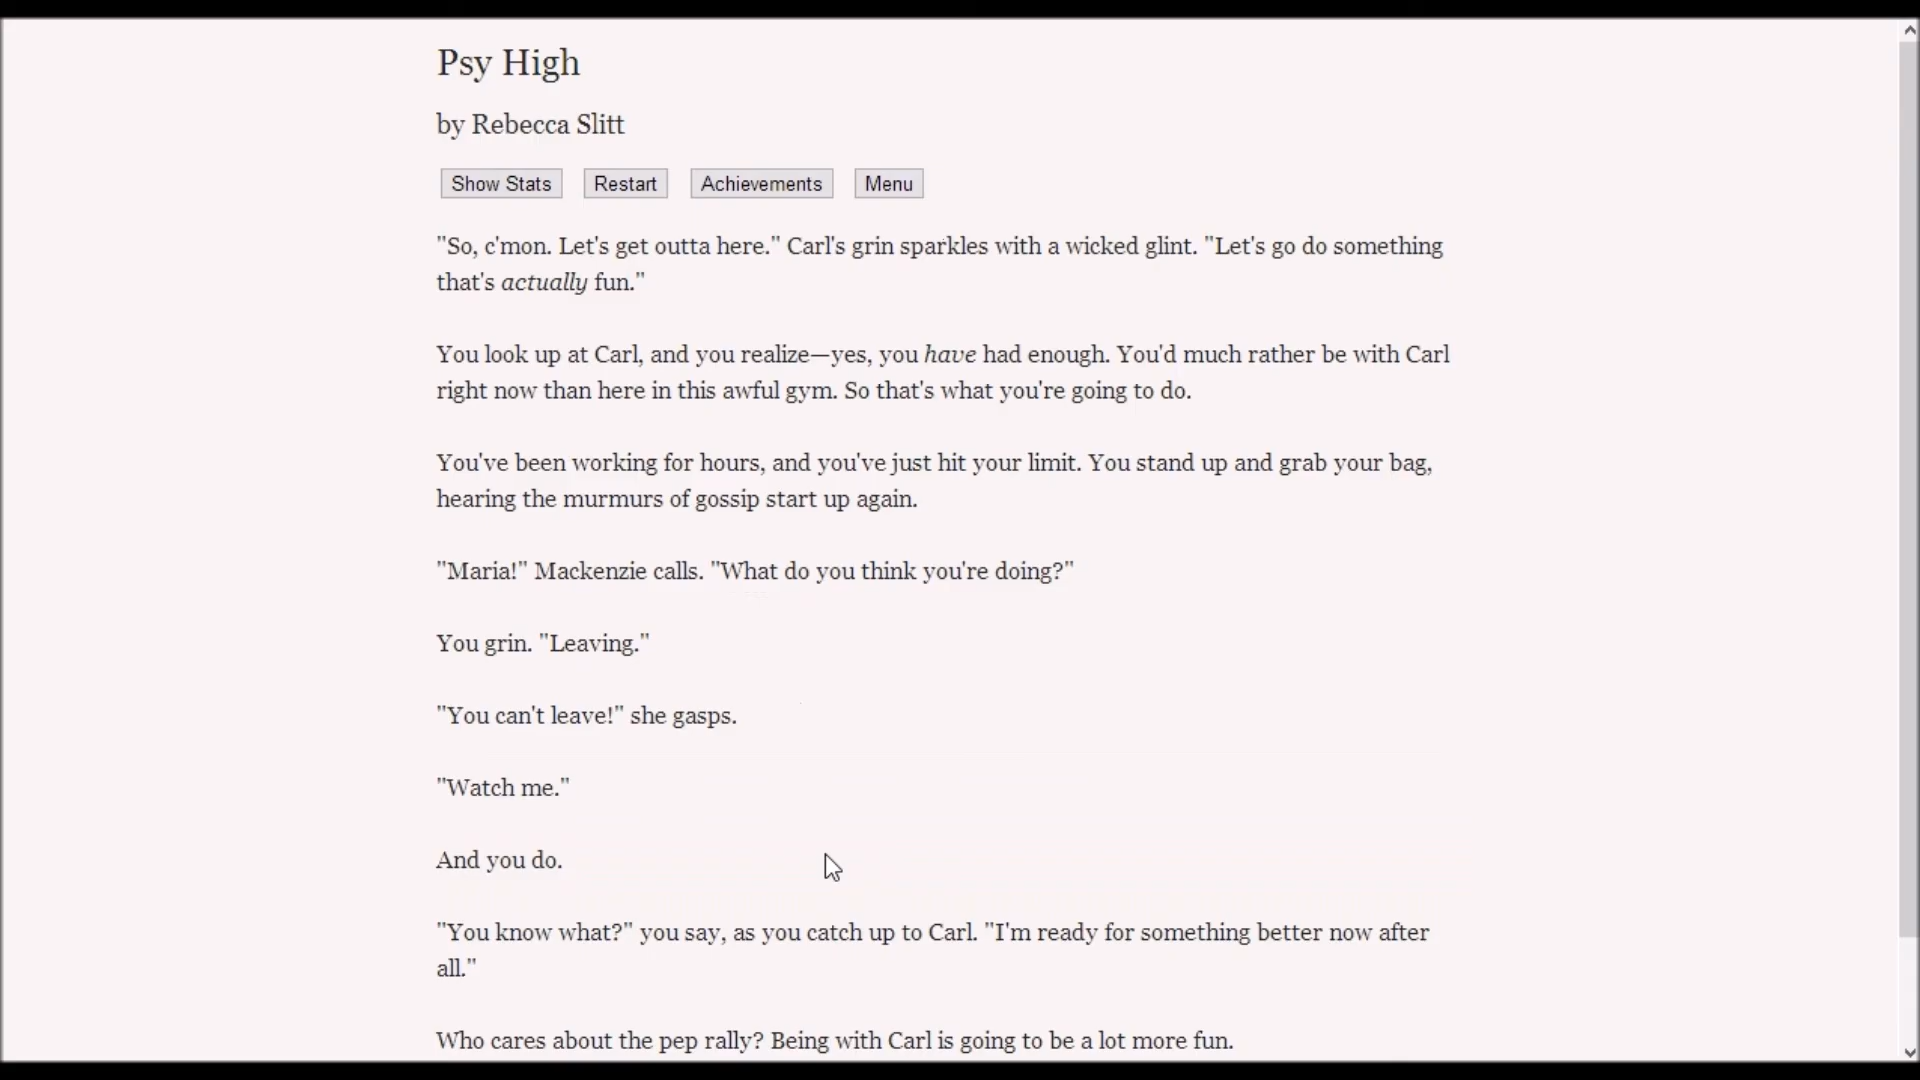 Psy High
by Rebecca Slitt
Show Stats Restart Achievements Menu
"So, c'mon. Let's get outta here." Carl's grin sparkles with a wicked glint. "Let's go do something
that's actually fun."
You look up at Carl, and you realize—yes, you have had enough. You'd much rather be with Carl
right now than here in this awful gym. So that's what you're going to do.
You've been working for hours, and you've just hit your limit. You stand up and grab your bag,
hearing the murmurs of gossip start up again.
"Maria!" Mackenzie calls. "What do you think you're doing?"
You grin. "Leaving."
"You can't leave!" she gasps.
"Watch me."
And you do.
"You know what?" you say, as you catch up to Carl. "I'm ready for something better now after
all."
Who cares about the pep rally? Being with Carl is going to be a lot more fun.